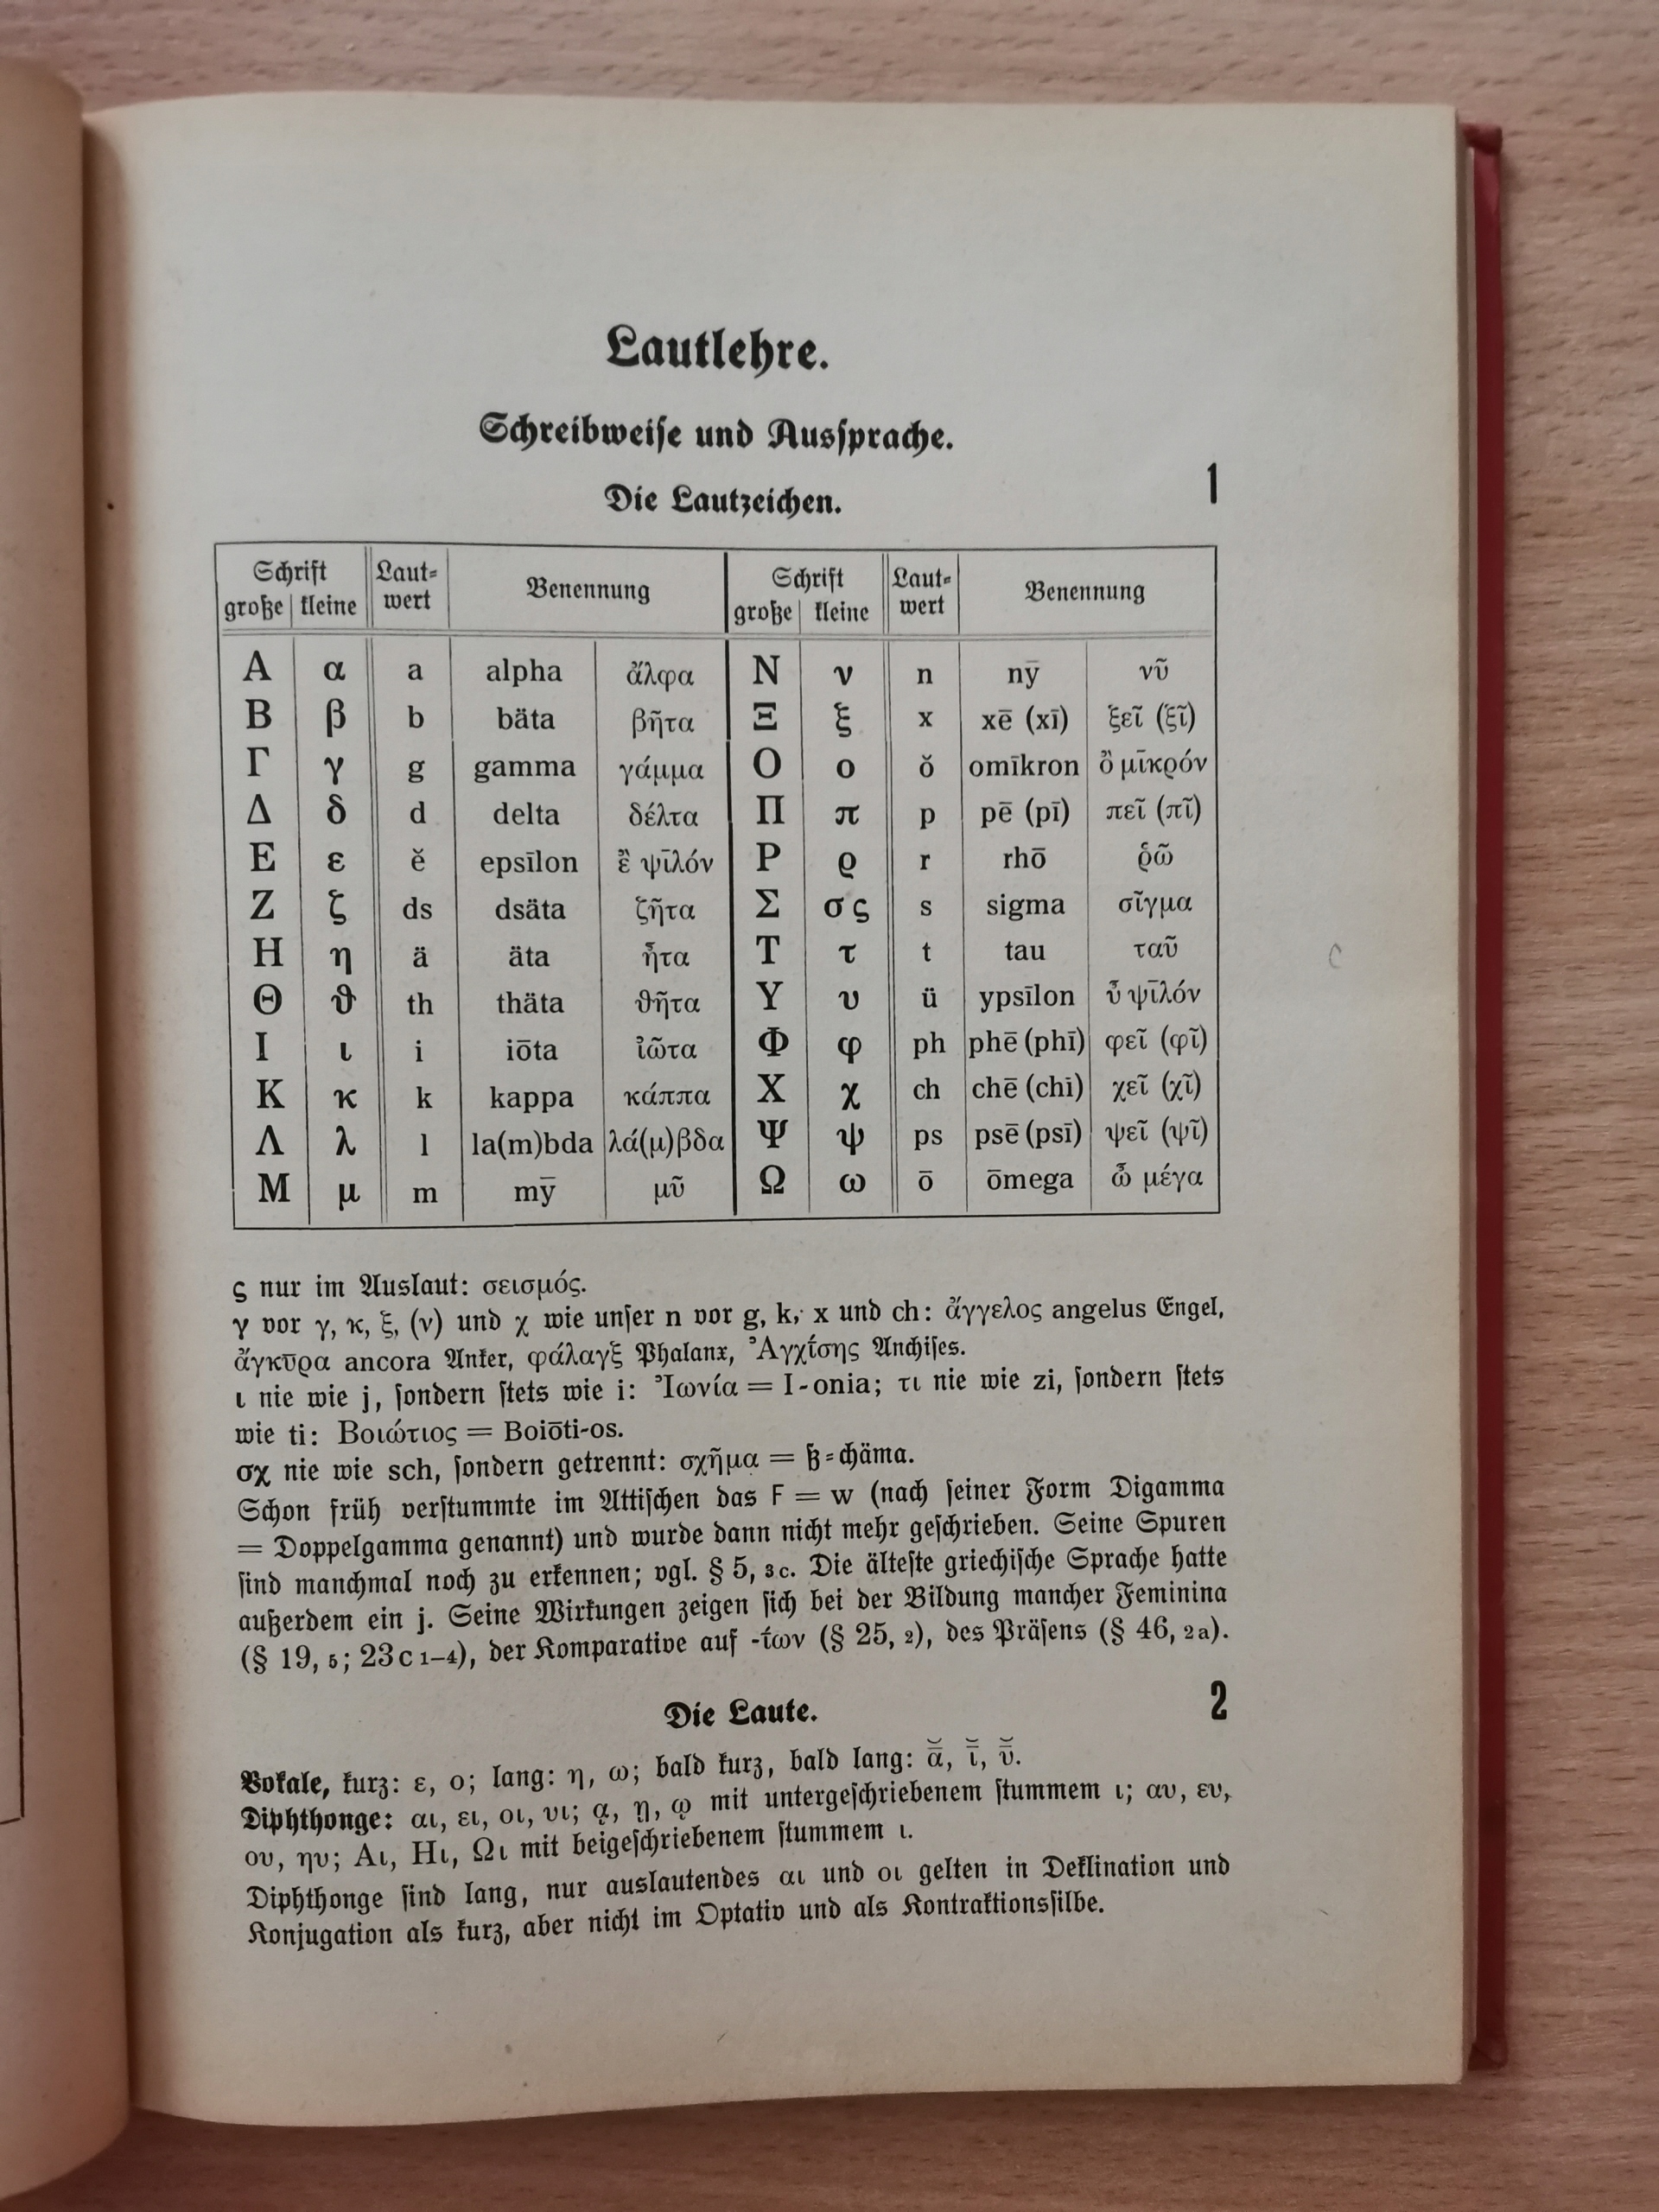 Lautlehre.
Schreibweise und Aussprache.
Die Lautzeichen.
1
Schrift Laut- Benennung Schrift Laut- Benennung
große kleine wert große kleine wert
Α α a alpha ἄλφα Ν ν n nȳ νῦ
Β β b bäta βῆτα Ξ ξ x xē (xī) ξεῖ (ξῖ)
Γ γ g gamma γάμμα Ο ο ŏ omīkron ὂ μῑκρόν
Δ δ d delta δέλτα Π π p pē (pī) πεῖ (πῖ)
Ε ε ĕ epsīlon ἒ ψῑλόν Ρ ϱ r rhō ῥῶ
Ζ ζ ds dsäta ζῆτα Σ σ ς s sigma σῖγμα
Η η ä äta ἦτα Τ τ t tau ταῦ
Θ ϑ th thäta ϑῆτα Υ υ ü ypsīlon ὖ ψῑλόν
Ι ι i iōta ἰῶτα Φ φ ph phē (phī) φεῖ (φῖ)
Κ κ k kappa κάππα Χ χ ch chē (chī) χεῖ (χῖ)
Λ λ l la(m)bda λά(μ)βδα Ψ ψ ps psē (psī) ψεῖ (ψῖ)
Μ μ m mȳ μῦ Ω ω ō ōmega ὦ μέγα
ς nur im Auslaut: σεισμός.
γ vor γ, κ, ξ, (ν) und χ wie unser n vor g, k, x und ch: ἄγγελος angelus Engel,
ἄγκῡρα ancora Anker, φάλαγξ Phalanx, Ἀγχί̄σης Anchises.
ι nie wie j, sondern stets wie i: Ἰωνία = I-onia; τι nie wie zi, sondern stets
wie ti: Βοιώτιος = Boiōti-os.
σχ nie wie sch, sondern getrennt: σχῆμα = ß-chäma.
Schon früh verstummte im Attischen das F = w (nach seiner Form Digamma
= Doppelgamma genannt) und wurde dann nicht mehr geschrieben. Seine Spuren
sind manchmal noch zu erkennen; vgl. § 5, 3c. Die älteste griechische Sprache hatte
außerdem ein j. Seine Wirkungen zeigen sich bei der Bildung mancher Feminina
(§ 19, 5; 23 c 1–4), der Komparative auf -ί̄ων (§ 25, 2), des Präsens (§ 46, 2a).
Die Laute.
2
Vokale, kurz: ε, ο; lang: η, ω; bald kurz, bald lang: ᾱ̆, ῑ̆, ῡ̆.
Diphthonge: αι, ει, οι, υι; ᾳ, ῃ, ῳ mit untergeschriebenem stummem ι; αυ, ευ,
ου, ηυ; Αι, Ηι, Ωι mit beigeschriebenem stummem ι.
Diphthonge sind lang, nur auslautendes αι und οι gelten in Deklination und
Konjugation als kurz, aber nicht im Optativ und als Kontraktionssilbe.